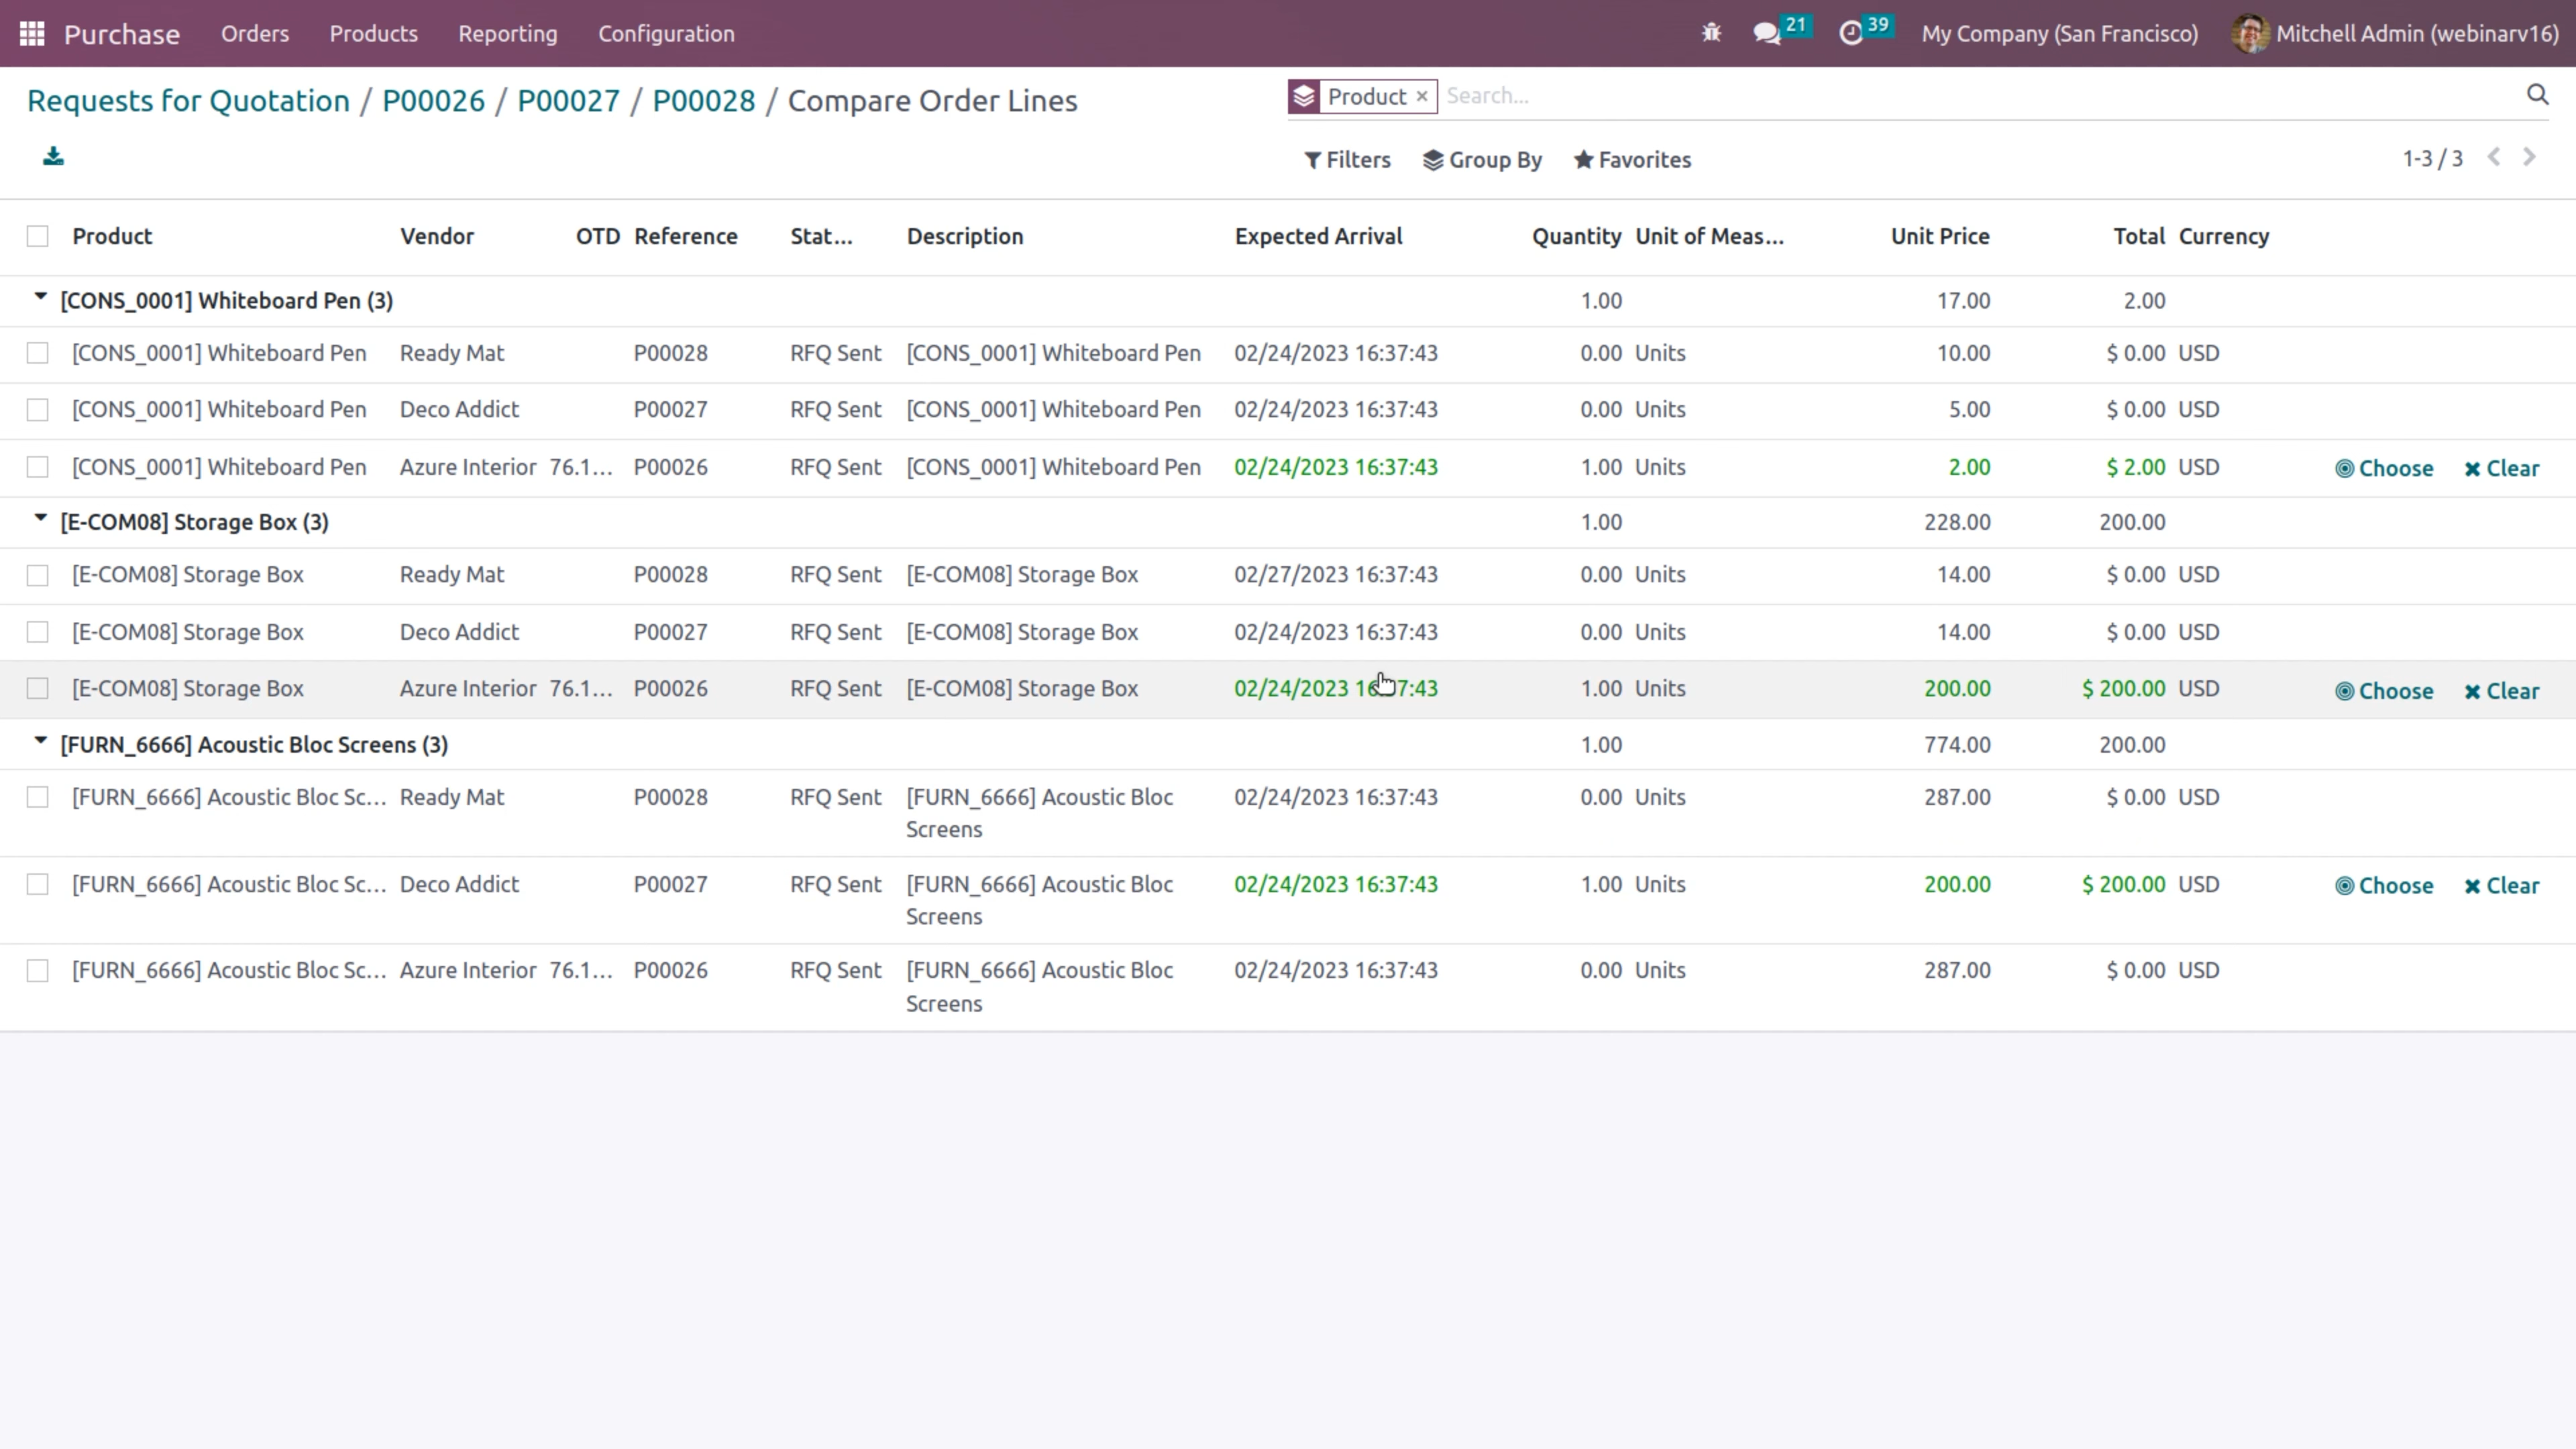 Purchase Orders Products Reporting Configuration 21 39 My Company (San Francisco) Mitchell Admin (webinarv16)
Requests for Quotation / P00026 / P00027 / P00028 / Compare Order Lines
Product × Search...
Filters Group By Favorites 1-3 / 3
Product Vendor OTD Reference Stat... Description Expected Arrival Quantity Unit of Meas... Unit Price Total Currency
[CONS_0001] Whiteboard Pen (3) 1.00 17.00 2.00
[CONS_0001] Whiteboard Pen Ready Mat P00028 RFQ Sent [CONS_0001] Whiteboard Pen 02/24/2023 16:37:43 0.00 Units 10.00 $ 0.00 USD
[CONS_0001] Whiteboard Pen Deco Addict P00027 RFQ Sent [CONS_0001] Whiteboard Pen 02/24/2023 16:37:43 0.00 Units 5.00 $ 0.00 USD
[CONS_0001] Whiteboard Pen Azure Interior 76.1... P00026 RFQ Sent [CONS_0001] Whiteboard Pen 02/24/2023 16:37:43 1.00 Units 2.00 $ 2.00 USD Choose Clear
[E-COM08] Storage Box (3) 1.00 228.00 200.00
[E-COM08] Storage Box Ready Mat P00028 RFQ Sent [E-COM08] Storage Box 02/27/2023 16:37:43 0.00 Units 14.00 $ 0.00 USD
[E-COM08] Storage Box Deco Addict P00027 RFQ Sent [E-COM08] Storage Box 02/24/2023 16:37:43 0.00 Units 14.00 $ 0.00 USD
[E-COM08] Storage Box Azure Interior 76.1... P00026 RFQ Sent [E-COM08] Storage Box 02/24/2023 16:37:43 1.00 Units 200.00 $ 200.00 USD Choose Clear
[FURN_6666] Acoustic Bloc Screens (3) 1.00 774.00 200.00
[FURN_6666] Acoustic Bloc Sc... Ready Mat P00028 RFQ Sent [FURN_6666] Acoustic Bloc 02/24/2023 16:37:43 0.00 Units 287.00 $ 0.00 USD
Screens
[FURN_6666] Acoustic Bloc Sc... Deco Addict P00027 RFQ Sent [FURN_6666] Acoustic Bloc 02/24/2023 16:37:43 1.00 Units 200.00 $ 200.00 USD Choose Clear
Screens
[FURN_6666] Acoustic Bloc Sc... Azure Interior 76.1... P00026 RFQ Sent [FURN_6666] Acoustic Bloc 02/24/2023 16:37:43 0.00 Units 287.00 $ 0.00 USD
Screens